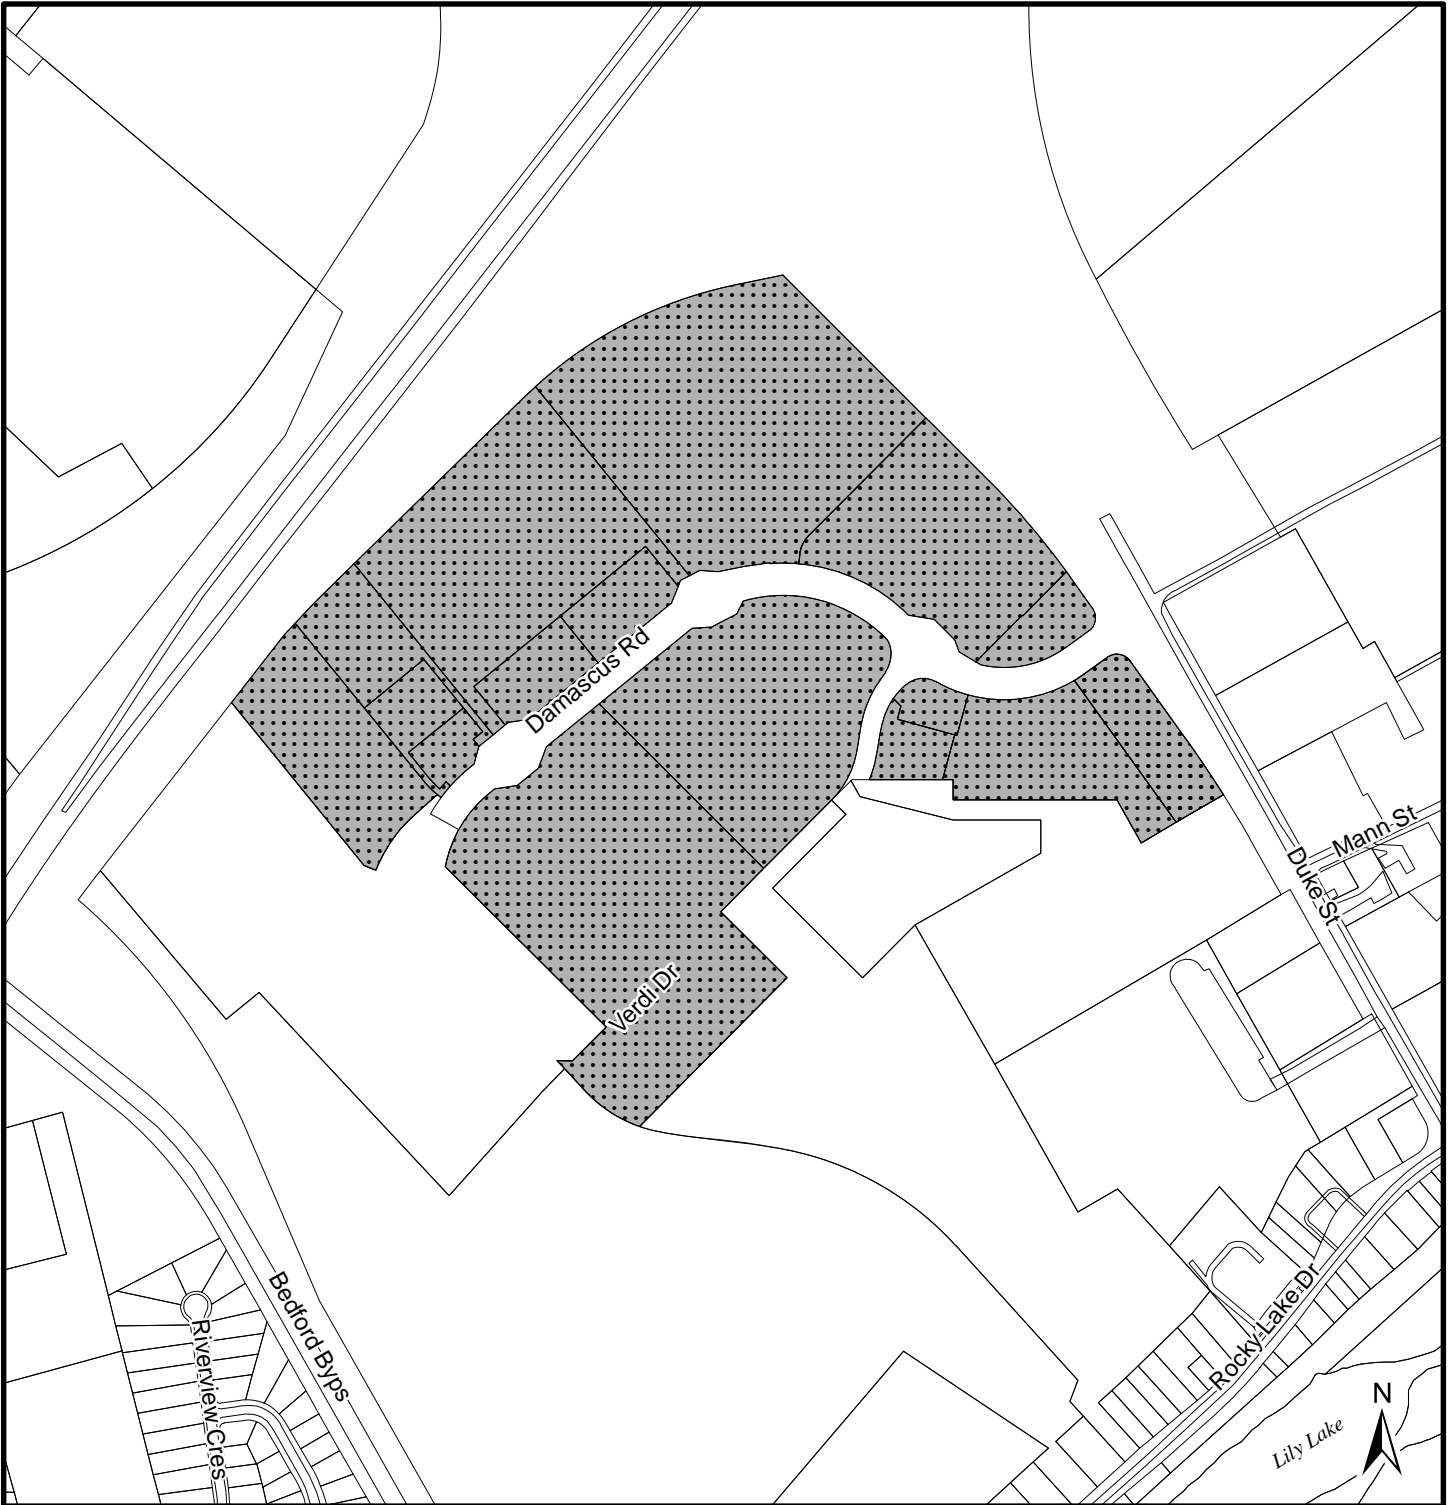 Damascus Rd
Mann St
Duke St
Verdi Dr
Bedford Byps
Riverview Cres
Rocky Lake Dr
N
Lily Lake